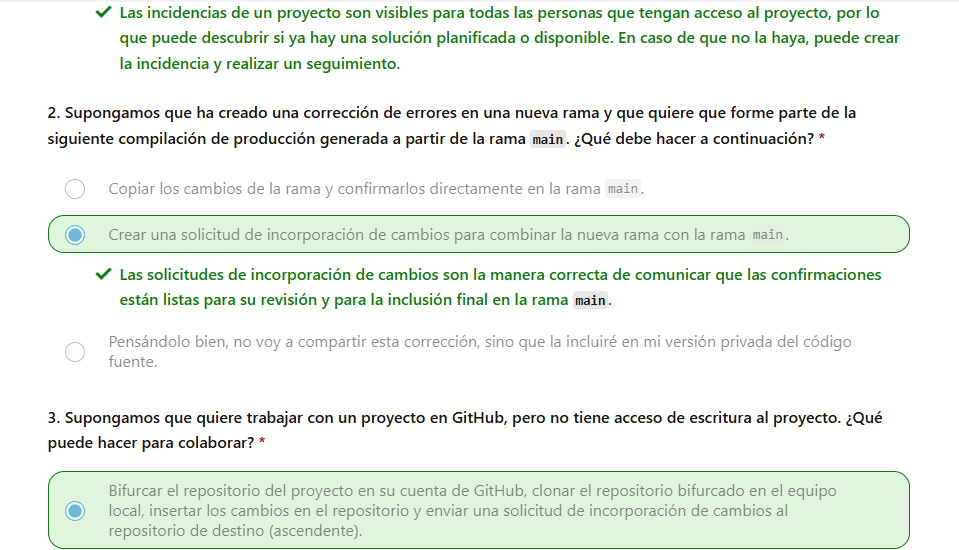 Las incidencias de un proyecto son visibles para todas las personas que tengan acceso al proyecto, por lo
que puede descubrir si ya hay una solución planificada o disponible. En caso de que no la haya, puede crear
la incidencia y realizar un seguimiento.
2. Supongamos que ha creado una corrección de errores en una nueva rama y que quiere que forme parte de la
siguiente compilación de producción generada a partir de la rama main. ¿Qué debe hacer a continuación? *
Copiar los cambios de la rama y confirmarlos directamente en la rama main.
Crear una solicitud de incorporación de cambios para combinar la nueva rama con la rama main.
Las solicitudes de incorporación de cambios son la manera correcta de comunicar que las confirmaciones
están listas para su revisión y para la inclusión final en la rama main.
Pensándolo bien, no voy a compartir esta corrección, sino que la incluiré en mi versión privada del código
fuente.
3. Supongamos que quiere trabajar con un proyecto en GitHub, pero no tiene acceso de escritura al proyecto. ¿Qué
puede hacer para colaborar? *
Bifurcar el repositorio del proyecto en su cuenta de GitHub, clonar el repositorio bifurcado en el equipo
local, insertar los cambios en el repositorio y enviar una solicitud de incorporación de cambios al
repositorio de destino (ascendente).